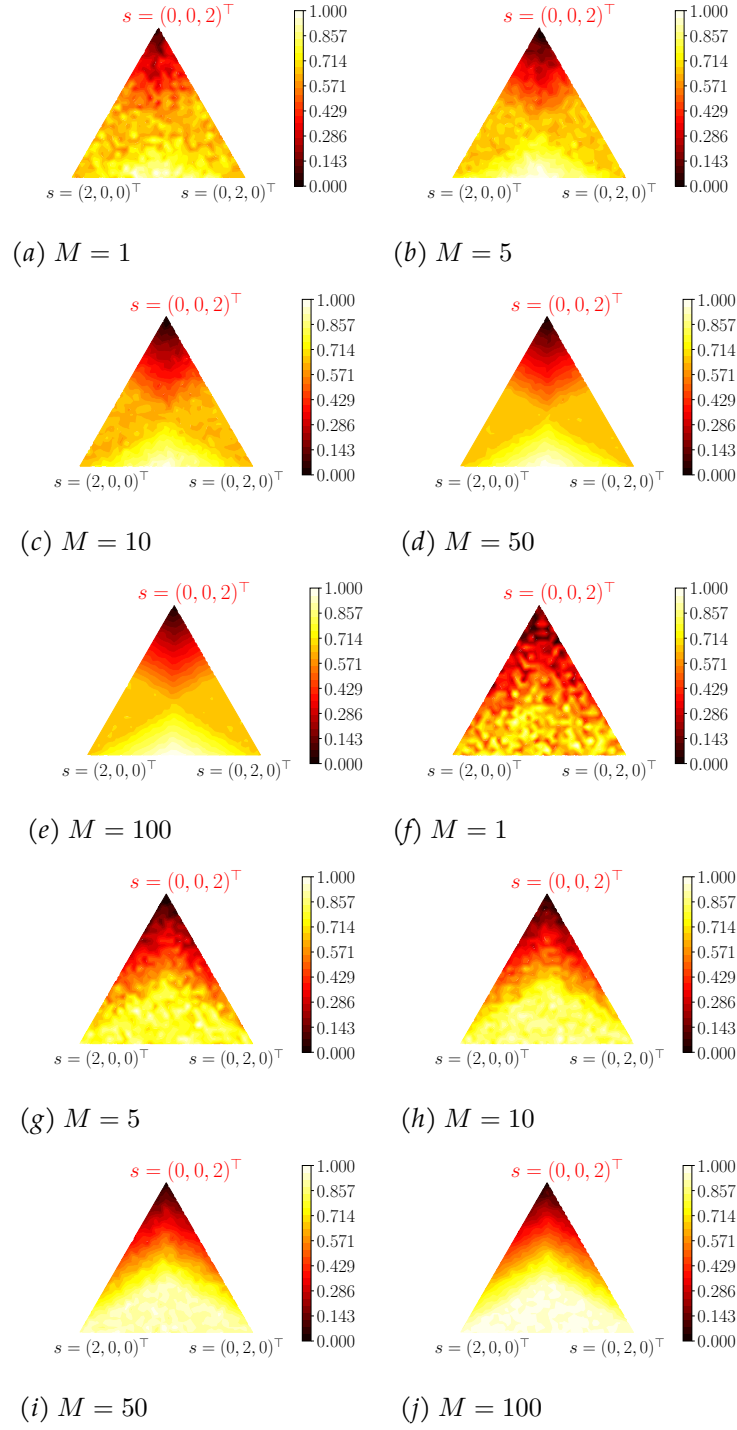 s = (0, 0, 2)⊤
1.000
0.857
0.714
0.571
0.429
0.286
0.143
0.000
s = (2, 0, 0)⊤ s = (0, 2, 0)⊤
(a) M = 1
s = (0, 0, 2)⊤
1.000
0.857
0.714
0.571
0.429
0.286
0.143
0.000
s = (2, 0, 0)⊤ s = (0, 2, 0)⊤
(b) M = 5
s = (0, 0, 2)⊤
1.000
0.857
0.714
0.571
0.429
0.286
0.143
0.000
s = (2, 0, 0)⊤ s = (0, 2, 0)⊤
(c) M = 10
s = (0, 0, 2)⊤
1.000
0.857
0.714
0.571
0.429
0.286
0.143
0.000
s = (2, 0, 0)⊤ s = (0, 2, 0)⊤
(d) M = 50
s = (0, 0, 2)⊤
1.000
0.857
0.714
0.571
0.429
0.286
0.143
0.000
s = (2, 0, 0)⊤ s = (0, 2, 0)⊤
(e) M = 100
s = (0, 0, 2)⊤
1.000
0.857
0.714
0.571
0.429
0.286
0.143
0.000
s = (2, 0, 0)⊤ s = (0, 2, 0)⊤
(f) M = 1
s = (0, 0, 2)⊤
1.000
0.857
0.714
0.571
0.429
0.286
0.143
0.000
s = (2, 0, 0)⊤ s = (0, 2, 0)⊤
(g) M = 5
s = (0, 0, 2)⊤
1.000
0.857
0.714
0.571
0.429
0.286
0.143
0.000
s = (2, 0, 0)⊤ s = (0, 2, 0)⊤
(h) M = 10
s = (0, 0, 2)⊤
1.000
0.857
0.714
0.571
0.429
0.286
0.143
0.000
s = (2, 0, 0)⊤ s = (0, 2, 0)⊤
(i) M = 50
s = (0, 0, 2)⊤
1.000
0.857
0.714
0.571
0.429
0.286
0.143
0.000
s = (2, 0, 0)⊤ s = (0, 2, 0)⊤
(j) M = 100